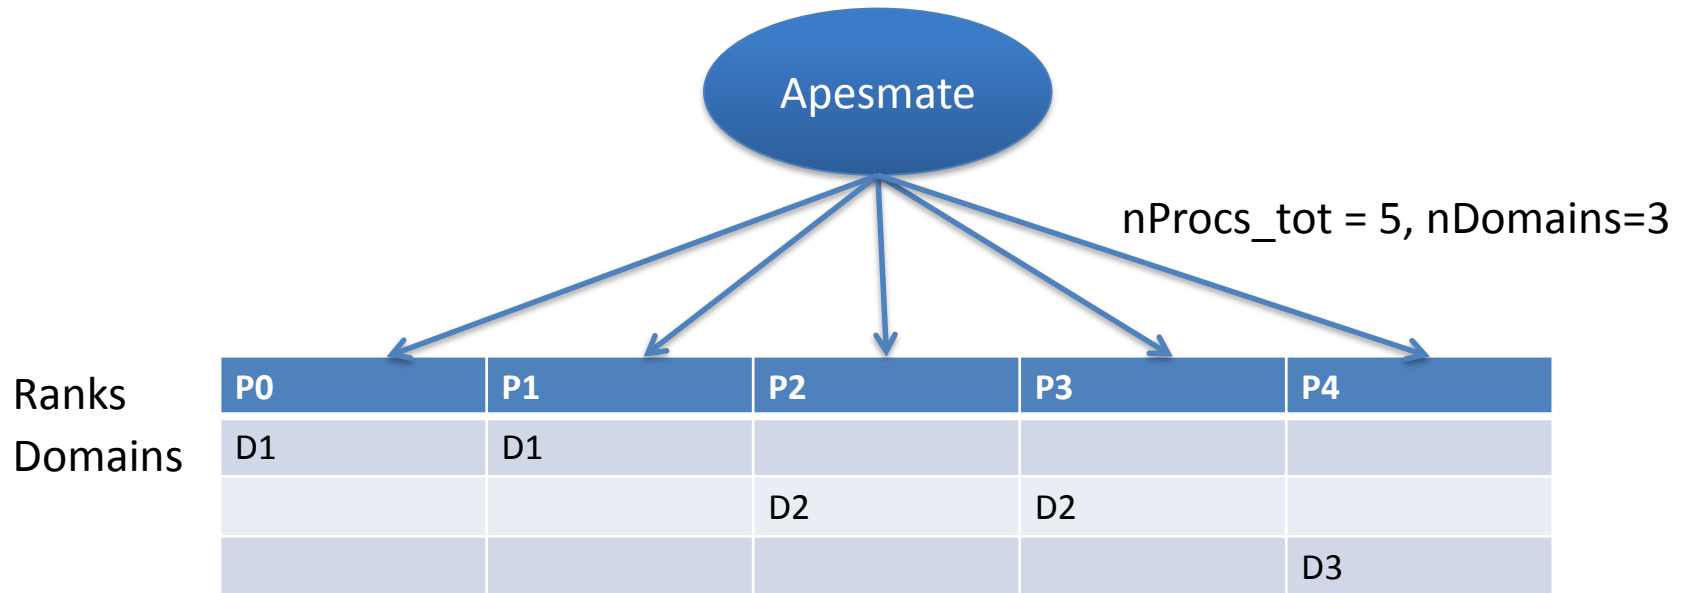 Apesmate
nProcs_tot = 5, nDomains=3
Ranks P0 P1 P2 P3 P4
Domains D1 D1
D2 D2
D3